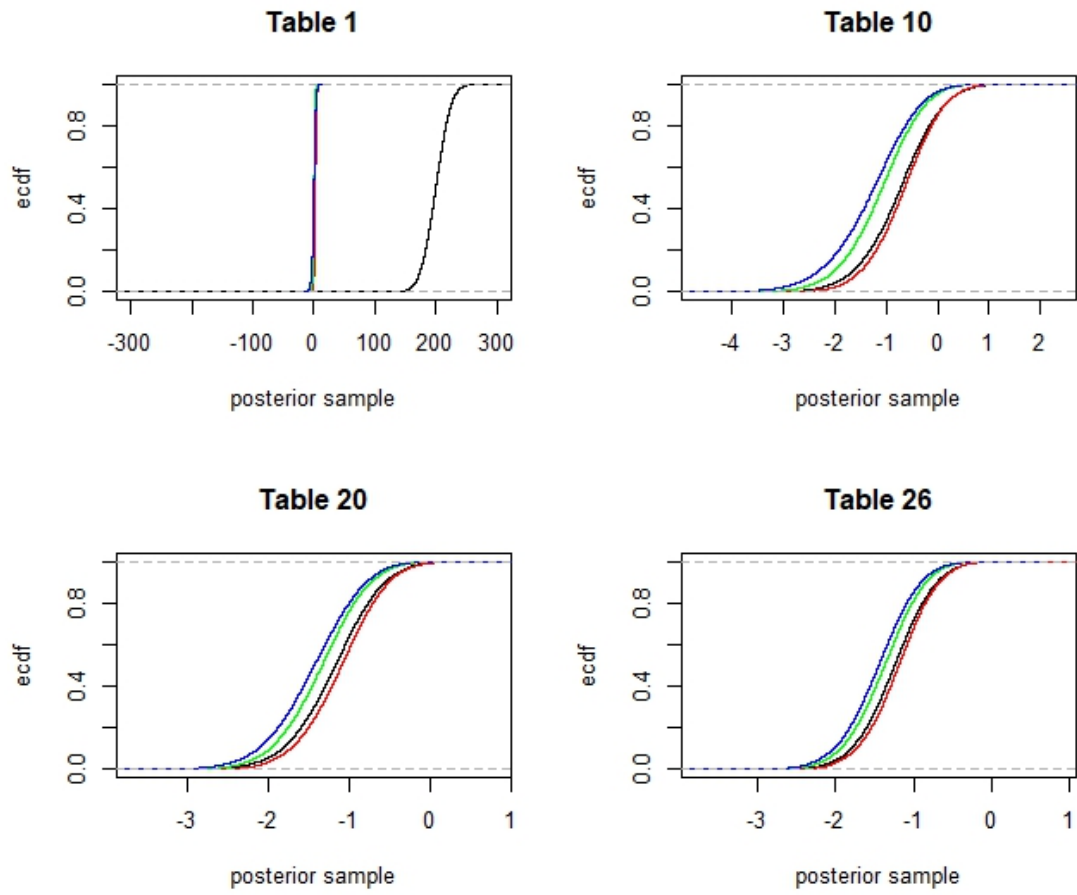 Table 1
ecdf
0.0 0.4 0.8
-300 -100 0 100 200 300
posterior sample
Table 10
ecdf
0.0 0.4 0.8
-4 -3 -2 -1 0 1 2
posterior sample
Table 20
ecdf
0.0 0.4 0.8
-3 -2 -1 0 1
posterior sample
Table 26
ecdf
0.0 0.4 0.8
-3 -2 -1 0 1
posterior sample